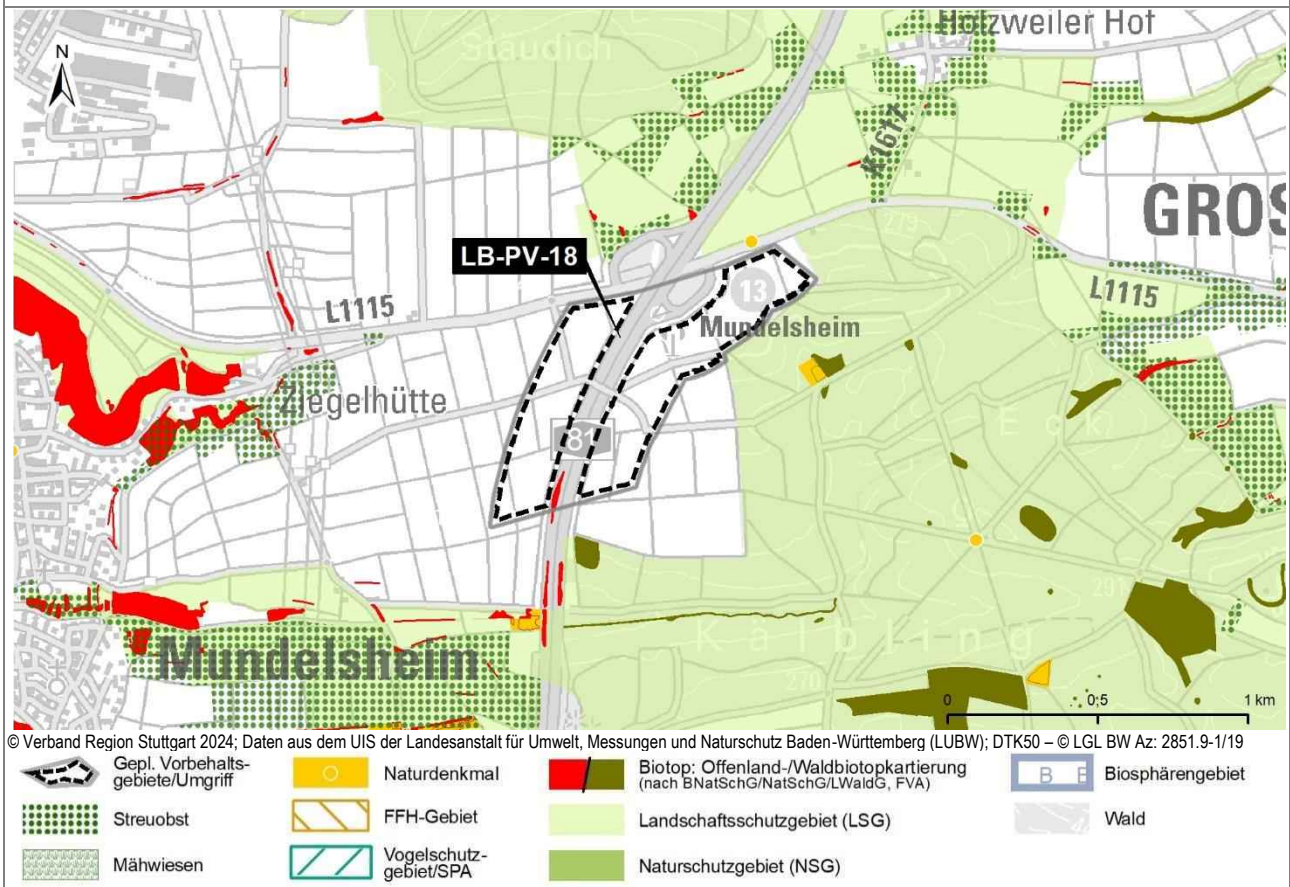 Holzweiler Hof
Staudich
N
K1617
GROS
LB-PV-18
279
13
L1115
L1115
Mundelsheim
Ziegelhütte
81
E c k
291
Kälbling
Mundelsheim
270
0 0,5 1 km
© Verband Region Stuttgart 2024; Daten aus dem UIS der Landesanstalt für Umwelt, Messungen und Naturschutz Baden-Württemberg (LUBW); DTK50 – © LGL BW Az: 2851.9-1/19
Gepl. Vorbehalts-
gebiete/Umgriff
Naturdenkmal
Biotop: Offenland-/Waldbiotopkartierung
(nach BNatSchG/NatSchG/LWaldG, FVA)
B B
Biosphärengebiet
Streuobst
FFH-Gebiet
Landschaftsschutzgebiet (LSG)
Wald
Mähwiesen
Vogelschutz-
gebiet/SPA
Naturschutzgebiet (NSG)